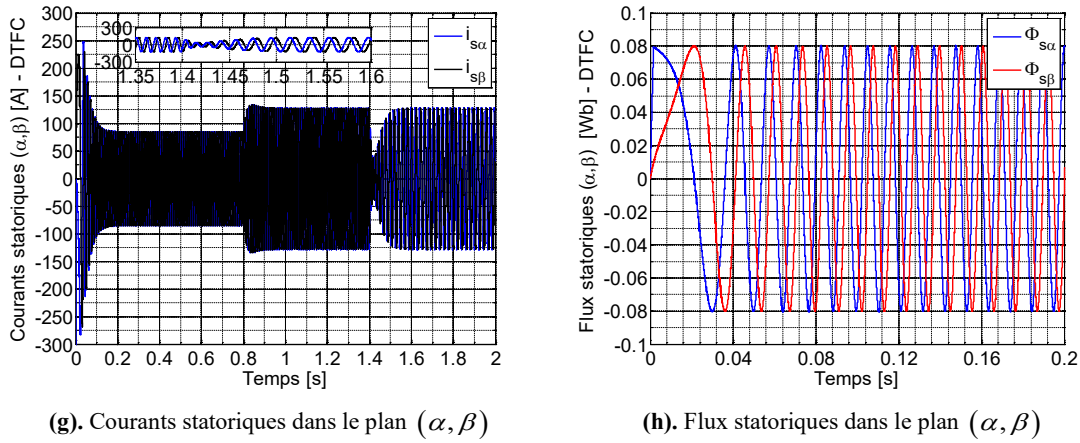 Courants statoriques (α,β) [A] - DTFC
300
250
200
150
100
50
0
-50
-100
-150
-200
-250
-300
300
0
-300
1.35 1.4 1.45 1.5 1.55 1.6
i sα
i sβ
0 0.2 0.4 0.6 0.8 1 1.2 1.4 1.6 1.8 2
Temps [s]
(g). Courants statoriques dans le plan (α, β)
Flux statoriques (α,β) [Wb] - DTFC
0.1
0.08
0.06
0.04
0.02
0
-0.02
-0.04
-0.06
-0.08
-0.1
Φ sα
Φ sβ
0 0.04 0.08 0.12 0.16 0.2
Temps [s]
(h). Flux statoriques dans le plan (α, β)